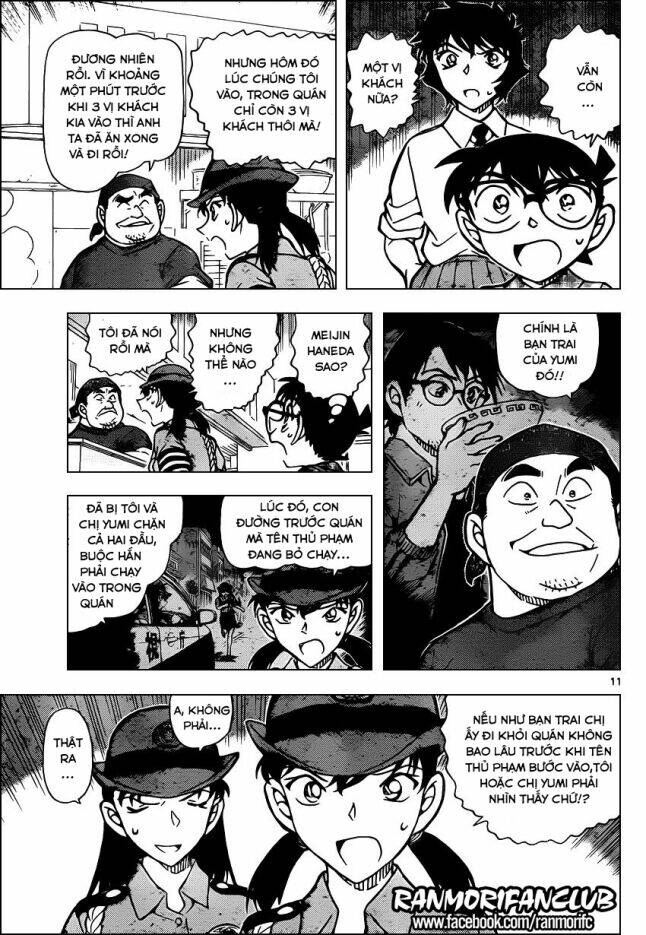 VẪN
CÒN
...
MỘT VỊ
KHÁCH
NỮA?
NHƯNG HÔM ĐÓ
LÚC CHÚNG TÔI
VÀO, TRONG QUÁN
CHỈ CÒN 3 VỊ
KHÁCH THÔI MÀ!
ĐƯƠNG NHIÊN
RỒI. VÌ KHOẢNG
MỘT PHÚT TRƯỚC
KHI 3 VỊ KHÁCH
KIA VÀO THÌ ANH
TA ĐÃ ĂN XONG
VÀ ĐI RỒI!
CHÍNH LÀ
BẠN TRAI
CỦA YUMI
ĐÓ!!
MEIJIN
HANEDA
SAO?
NHƯNG
KHÔNG
THỂ NÀO
...
TÔI ĐÃ NÓI
RỒI MÀ
LÚC ĐÓ, CON
ĐƯỜNG TRƯỚC QUÁN
MÀ TÊN THỦ PHẠM
ĐANG BỎ CHẠY...
ĐÃ BỊ TÔI VÀ
CHỊ YUMI CHẶN
CẢ HAI ĐẦU,
BUỘC HẮN
PHẢI CHẠY
VÀO TRONG
QUÁN
11
NẾU NHƯ BẠN TRAI CHỊ
ẤY ĐI KHỎI QUÁN KHÔNG
BAO LÂU TRƯỚC KHI TÊN
THỦ PHẠM BƯỚC VÀO,TÔI
HOẶC CHỊ YUMI PHẢI
NHÌN THẤY CHỨ!?
A, KHÔNG
PHẢI...
THẬT
RA
...
RANMORIFANCLUB
www.facebook.com/ranmorifc